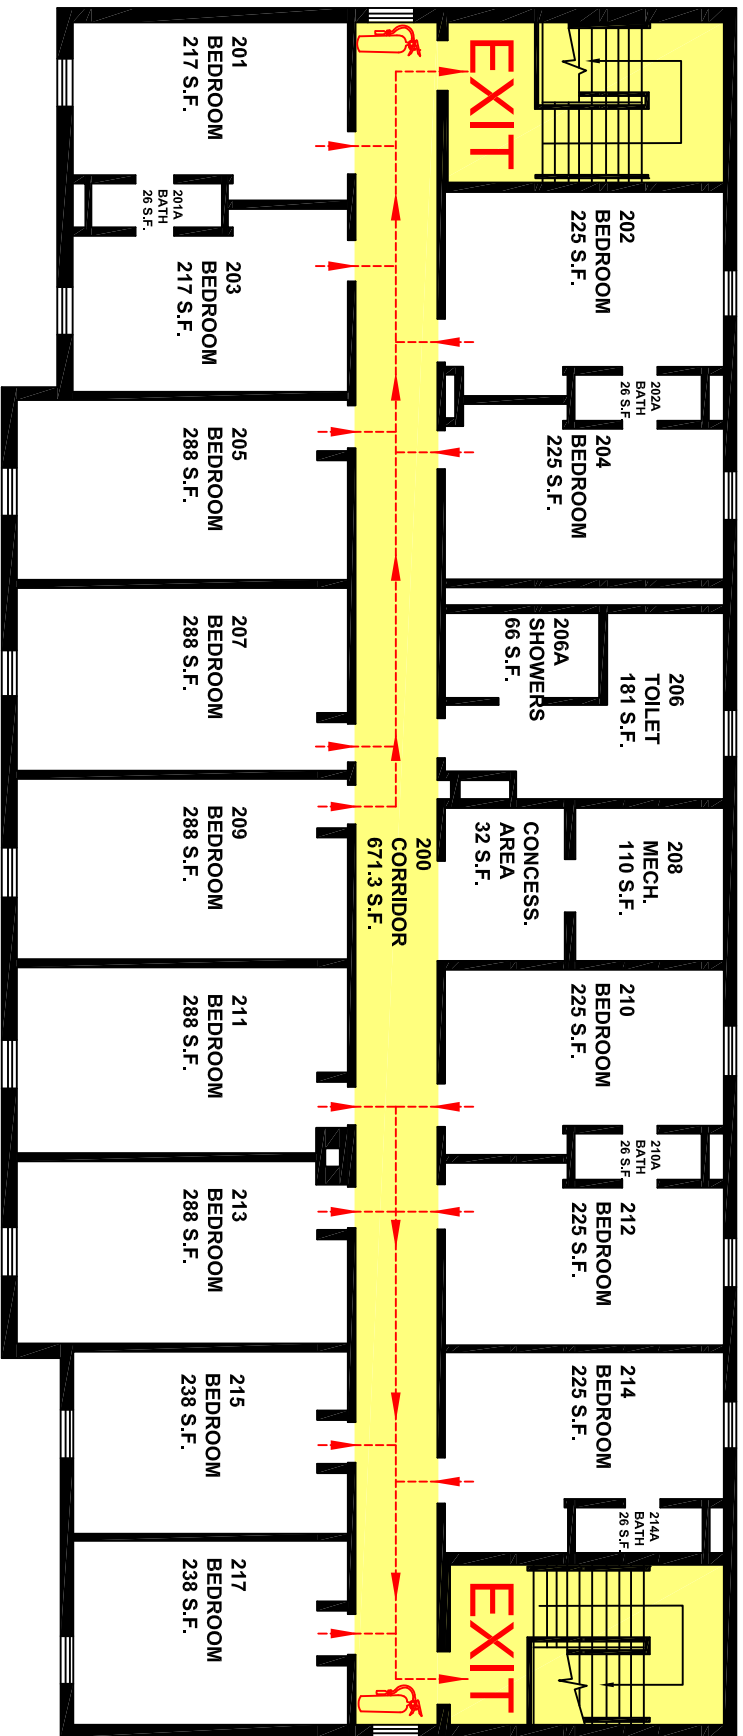 EXIT
201
BEDROOM
217 S.F.
201A
BATH
26 S.F.
203
BEDROOM
217 S.F.
202
BEDROOM
225 S.F.
202A
BATH
26 S.F
204
BEDROOM
225 S.F.
205
BEDROOM
288 S.F.
207
BEDROOM
288 S.F.
206A
SHOWERS
66 S.F.
206
TOILET
181 S.F.
209
BEDROOM
288 S.F.
200
CORRIDOR
671.3 S.F.
CONCESS.
AREA
32 S.F.
208
MECH.
110 S.F.
211
BEDROOM
288 S.F.
210
BEDROOM
225 S.F.
210A
BATH
26 S.F
213
BEDROOM
288 S.F.
212
BEDROOM
225 S.F.
215
BEDROOM
238 S.F.
214
BEDROOM
225 S.F.
214A
BATH
26 S.F.
217
BEDROOM
238 S.F.
EXIT